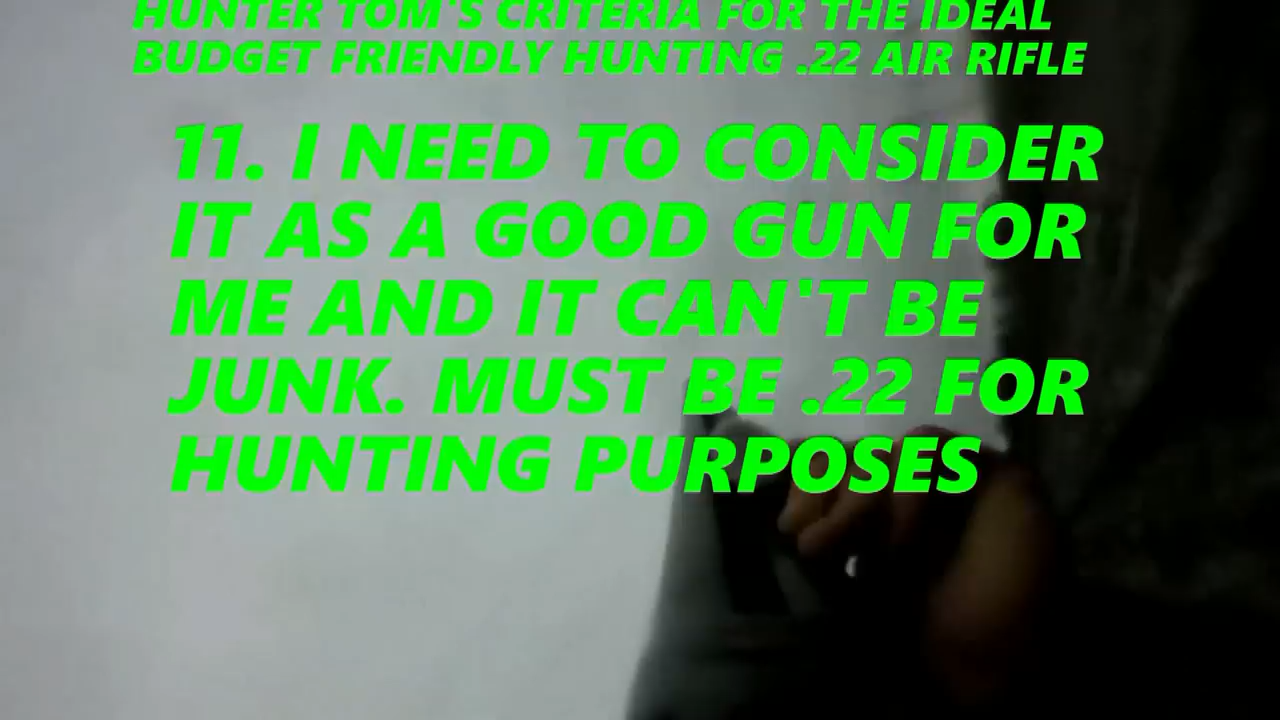 HUNTER TOM'S CRITERIA FOR THE IDEAL
BUDGET FRIENDLY HUNTING .22 AIR RIFLE
11. I NEED TO CONSIDER
IT AS A GOOD GUN FOR
ME AND IT CAN'T BE
JUNK. MUST BE .22 FOR
HUNTING PURPOSES